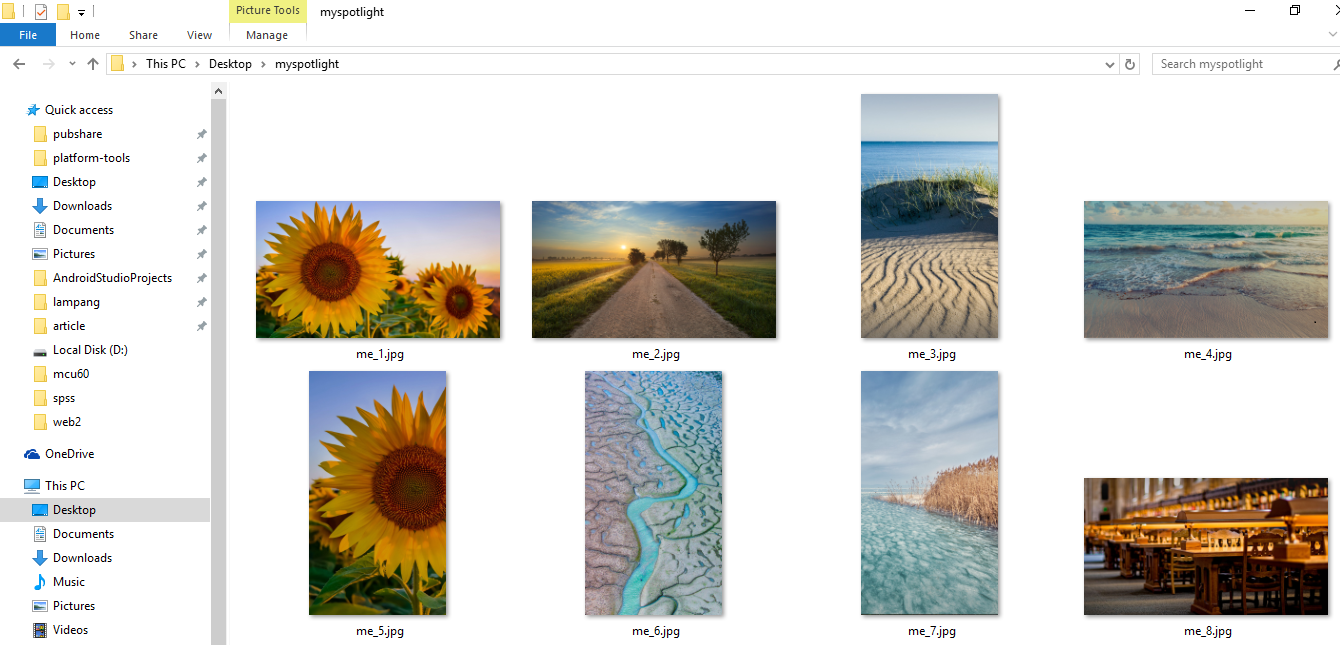 Picture Tools
myspotlight
File
Home
Share
View
Manage
This PC
Desktop
myspotlight
Search myspotlight
Quick access
pubshare
platform-tools
Desktop
Downloads
Documents
Pictures
AndroidStudioProjects
lampang
article
Local Disk (D:)
mcu60
spss
web2
OneDrive
This PC
Desktop
Documents
Downloads
Music
Pictures
Videos
me_1.jpg
me_2.jpg
me_3.jpg
me_4.jpg
me_5.jpg
me_6.jpg
me_7.jpg
me_8.jpg